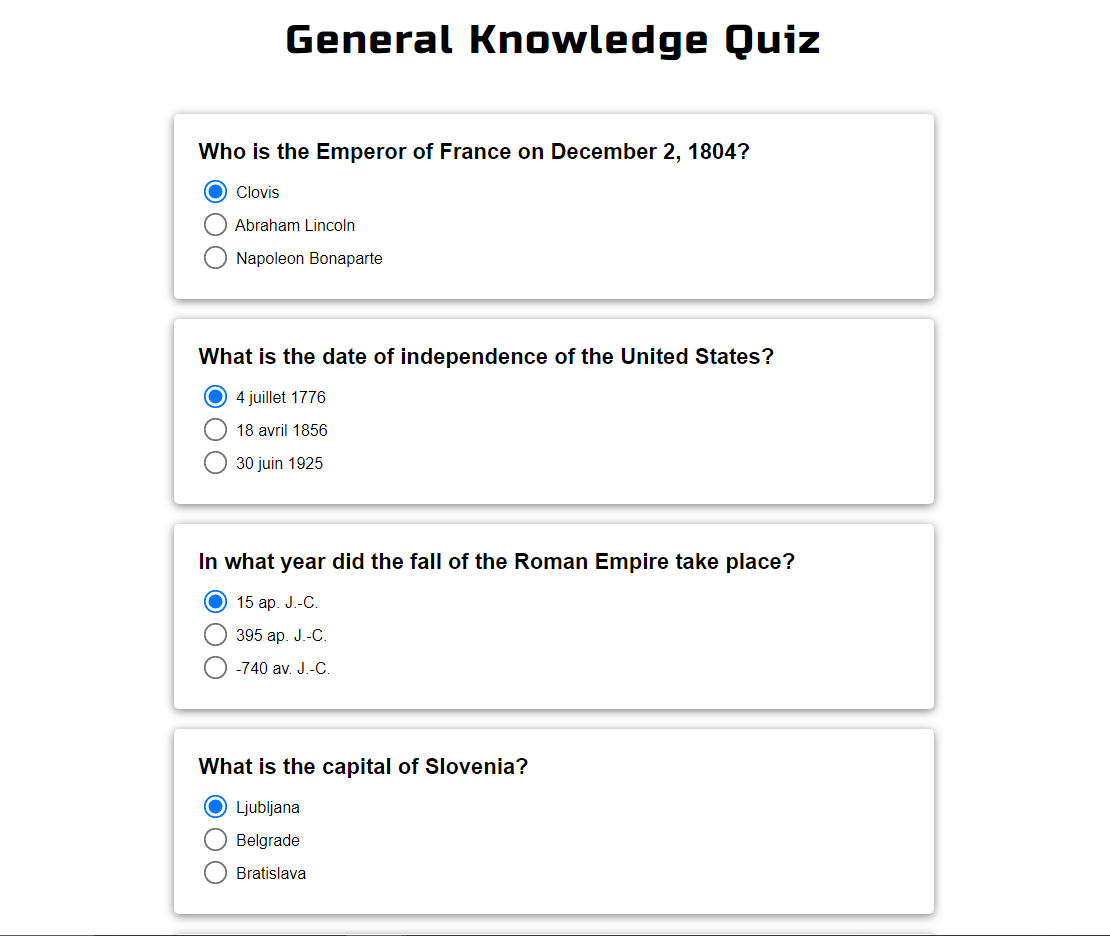 General Knowledge Quiz
Who is the Emperor of France on December 2, 1804?
Clovis
Abraham Lincoln
Napoleon Bonaparte
What is the date of independence of the United States?
4 juillet 1776
18 avril 1856
30 juin 1925
In what year did the fall of the Roman Empire take place?
15 ap. J.-C.
395 ap. J.-C.
-740 av. J.-C.
What is the capital of Slovenia?
Ljubljana
Belgrade
Bratislava